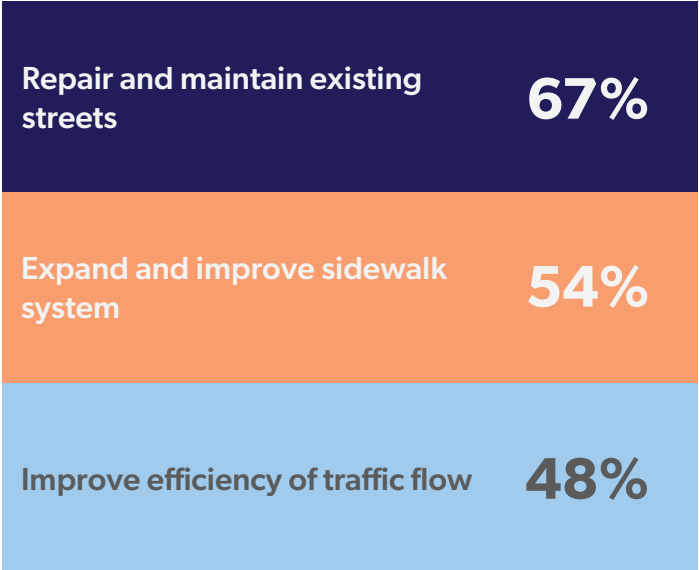 Repair and maintain existing
streets
67%
Expand and improve sidewalk
system
54%
Improve efficiency of traffic flow
48%